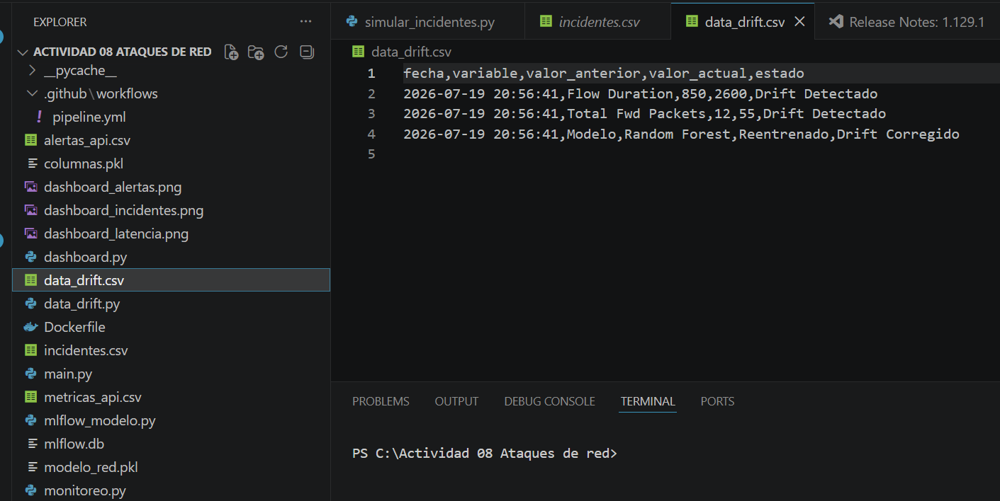 EXPLORER
ACTIVIDAD 08 ATAQUES DE RED
__pycache__
.github\workflows
! pipeline.yml
alertas_api.csv
columnas.pkl
dashboard_alertas.png
dashboard_incidentes.png
dashboard_latencia.png
dashboard.py
data_drift.csv
data_drift.py
Dockerfile
incidentes.csv
main.py
metricas_api.csv
mlflow_modelo.py
mlflow.db
modelo_red.pkl
monitoreo.py
simular_incidentes.py incidentes.csv data_drift.csv Release Notes: 1.129.1
data_drift.csv
1 fecha,variable,valor_anterior,valor_actual,estado
2 2026-07-19 20:56:41,Flow Duration,850,2600,Drift Detectado
3 2026-07-19 20:56:41,Total Fwd Packets,12,55,Drift Detectado
4 2026-07-19 20:56:41,Modelo,Random Forest,Reentrenado,Drift Corregido
5
PROBLEMS OUTPUT DEBUG CONSOLE TERMINAL PORTS
PS C:\Actividad 08 Ataques de red>